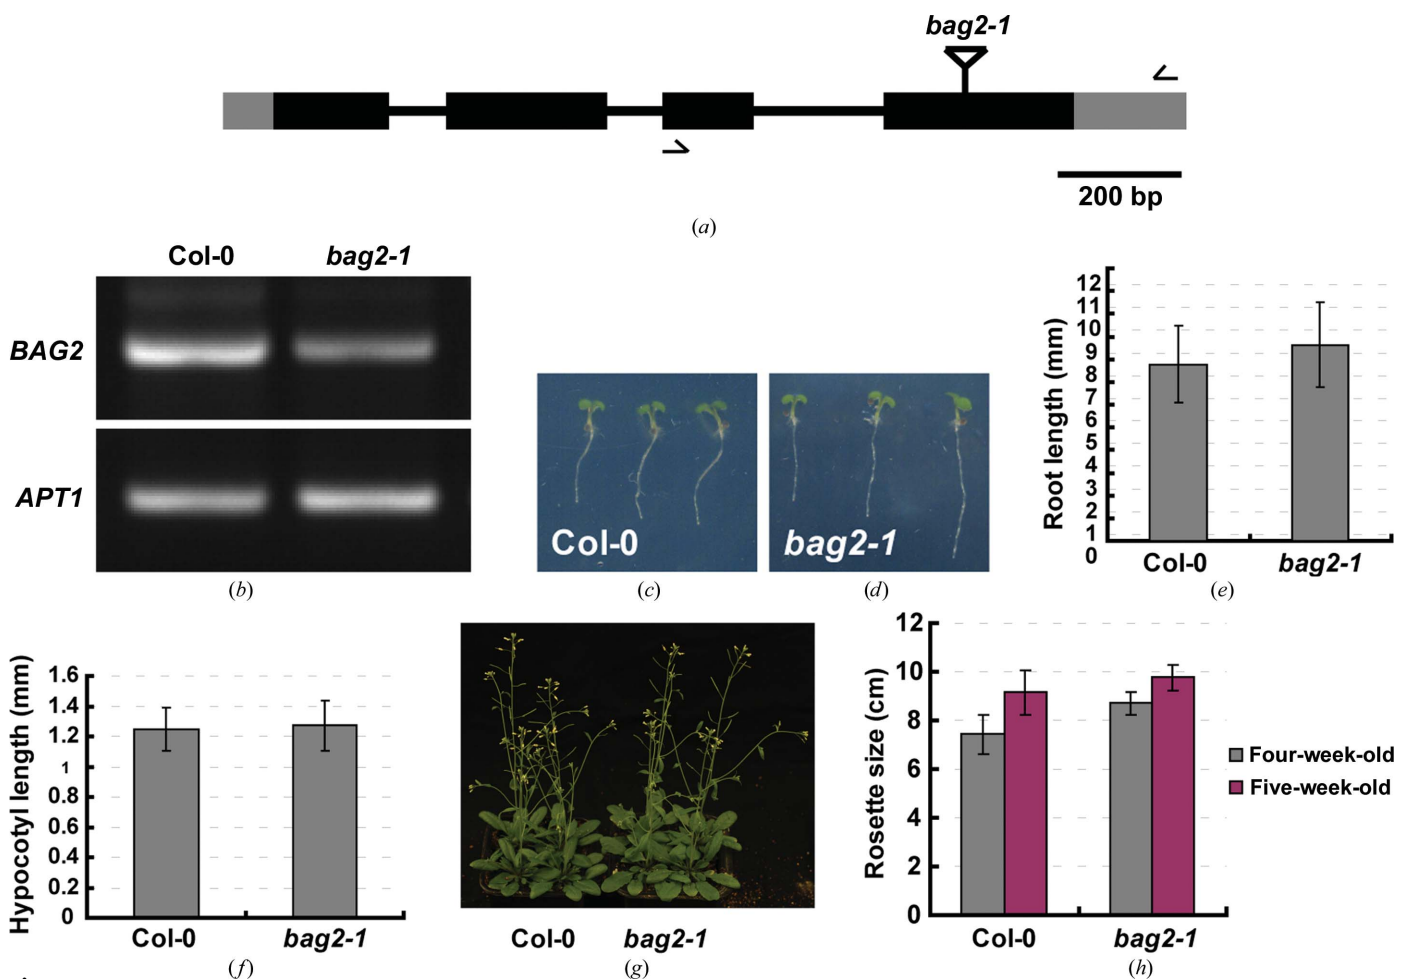 bag2-1
200 bp
(a)
Col-0 bag2-1
BAG2
APT1
(b)
Col-0
(c)
bag2-1
(d)
Root length (mm)
12
11
10
9
8
7
6
5
4
3
2
1
0
Col-0 bag2-1
(e)
Hypocotyl length (mm)
1.6
1.4
1.2
1
0.8
0.6
0.4
0.2
0
Col-0 bag2-1
(f)
Col-0 bag2-1
(g)
Rosette size (cm)
12
10
8
6
4
2
0
Col-0 bag2-1
Four-week-old
Five-week-old
(h)